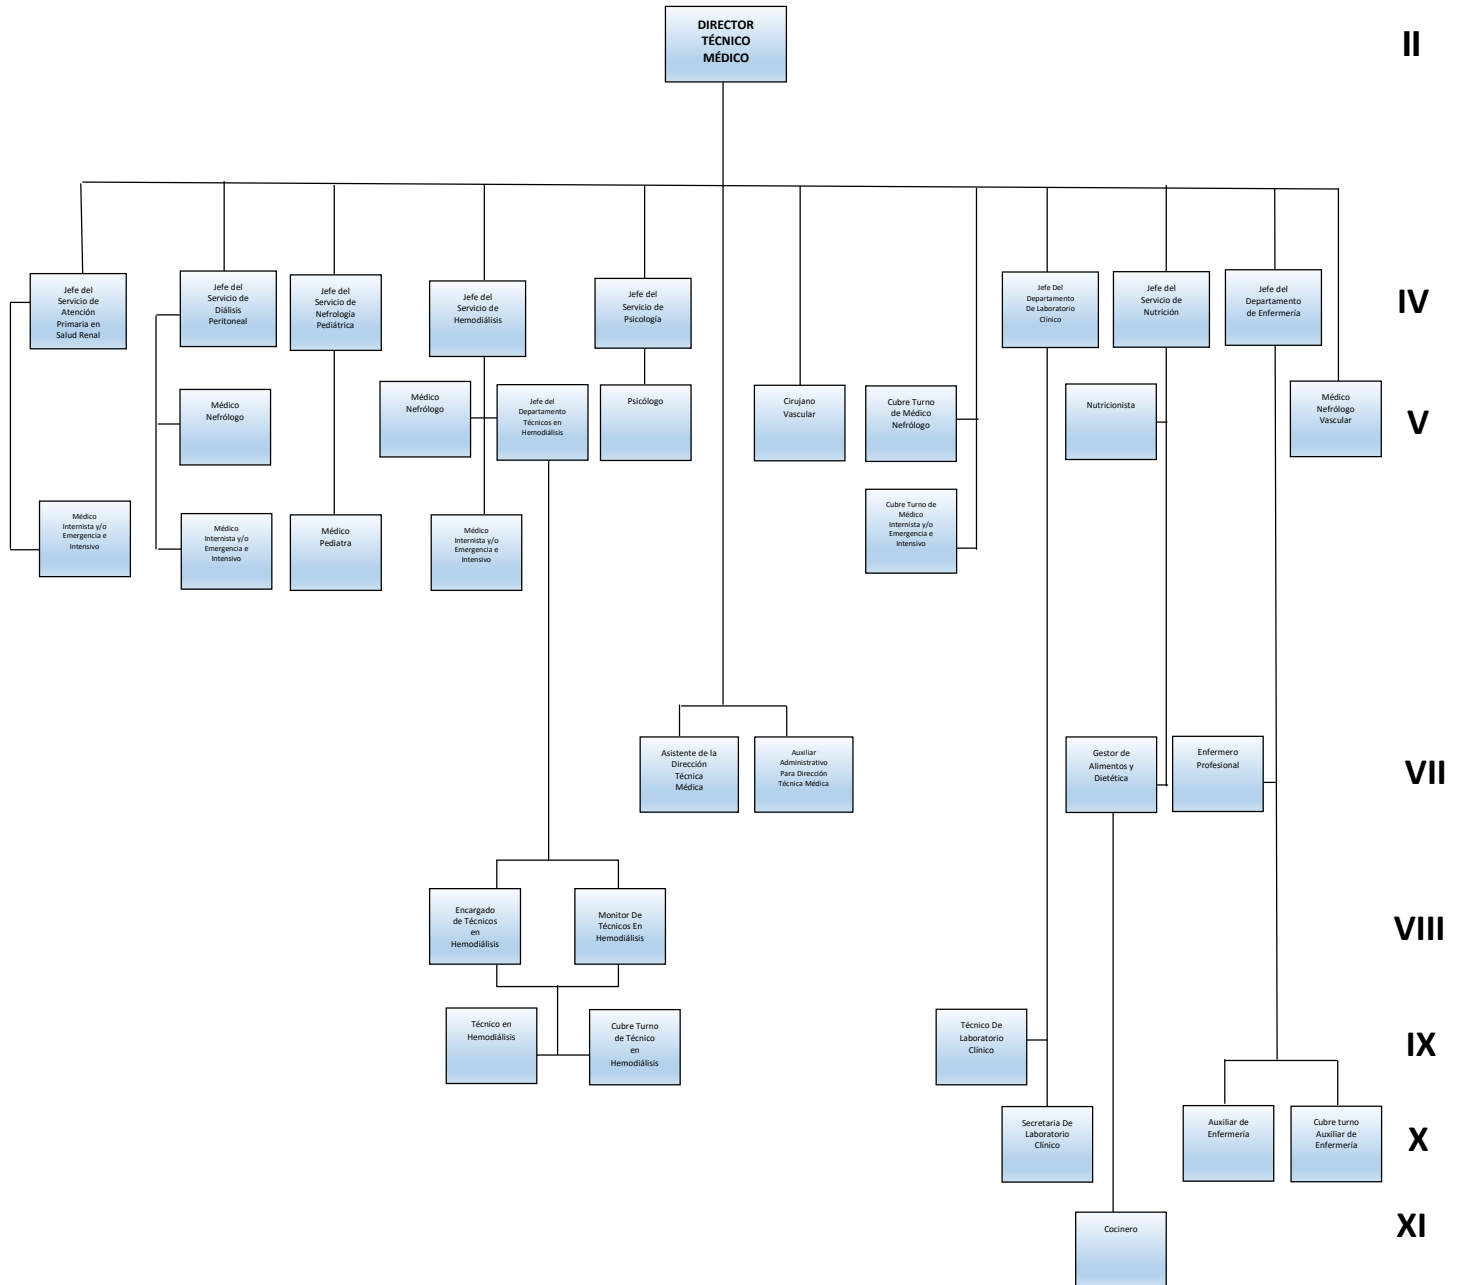 DIRECTOR
TÉCNICO
MÉDICO
II
Jefe del
Servicio de
Atención
Primaria en
Salud Renal
Jefe del
Servicio de
Diálisis
Peritoneal
Jefe del
Servicio de
Nefrología
Pediátrica
Jefe del
Servicio de
Hemodiálisis
Jefe del
Servicio de
Psicología
Jefe Del
Departamento
De Laboratorio
Clínico
Jefe del
Servicio de
Nutrición
Jefe del
Departamento
de Enfermería
IV
Médico
Nefrólogo
Médico
Nefrólogo
Jefe del
Departamento
Técnicos en
Hemodiálisis
Psicólogo
Cirujano
Vascular
Cubre Turno
de Médico
Nefrólogo
Nutricionista
Médico
Nefrólogo
Vascular
V
Médico
Internista y/o
Emergencia e
Intensivo
Médico
Internista y/o
Emergencia e
Intensivo
Médico
Pediatra
Médico
Internista y/o
Emergencia e
Intensivo
Cubre Turno de
Médico
Internista y/o
Emergencia e
Intensivo
Asistente de la
Dirección
Técnica
Médica
Auxiliar
Administrativo
Para Dirección
Técnica Médica
Gestor de
Alimentos y
Dietética
Enfermero
Profesional
VII
Encargado
de Técnicos
en
Hemodiálisis
Monitor De
Técnicos En
Hemodiálisis
VIII
Técnico en
Hemodiálisis
Cubre Turno
de Técnico
en
Hemodiálisis
Técnico De
Laboratorio
Clínico
IX
Secretaria De
Laboratorio
Clínico
Auxiliar de
Enfermería
Cubre turno
Auxiliar de
Enfermería
X
Cocinero
XI